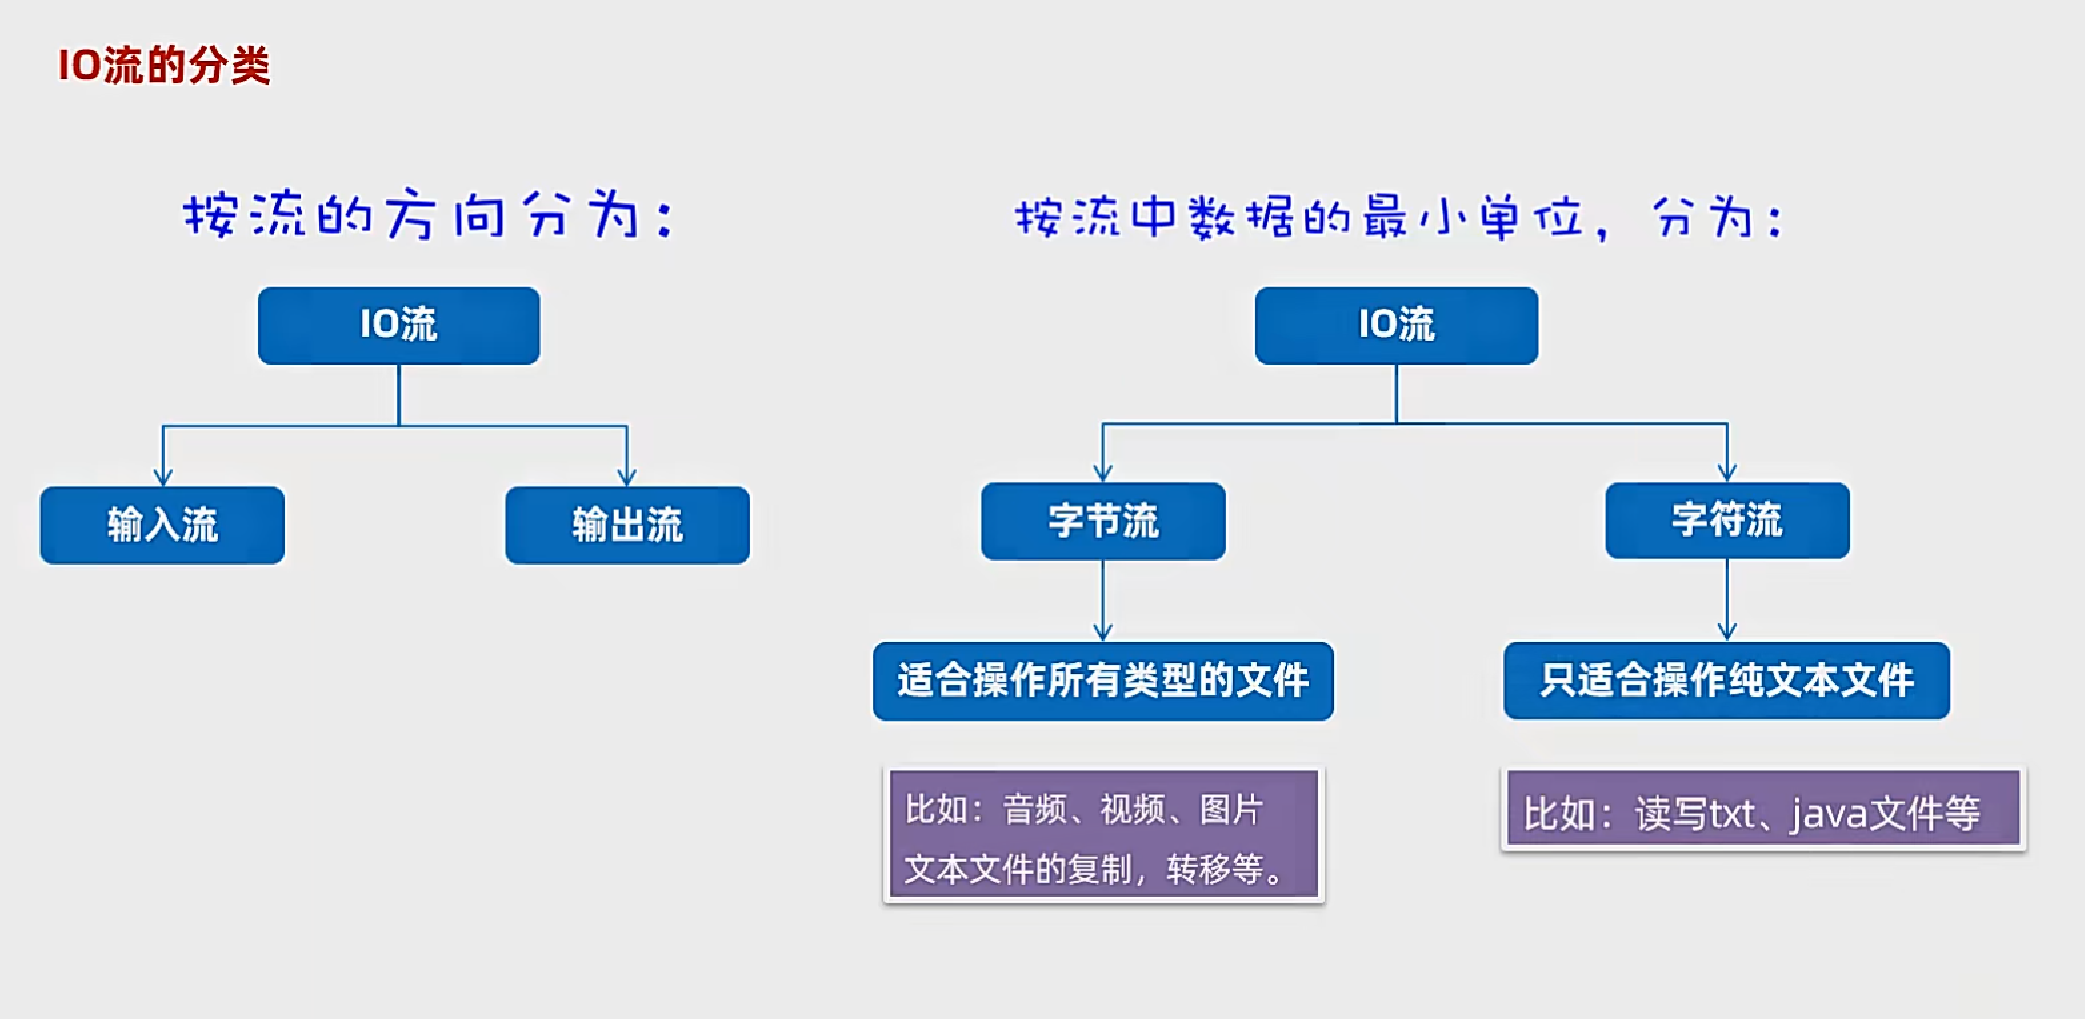 IO流的分类
按流的方向分为：
IO流
输入流
输出流
按流中数据的最小单位，分为：
IO流
字节流
字符流
适合操作所有类型的文件
只适合操作纯文本文件
比如：音频、视频、图片
文本文件的复制，转移等。
比如：读写txt、java文件等